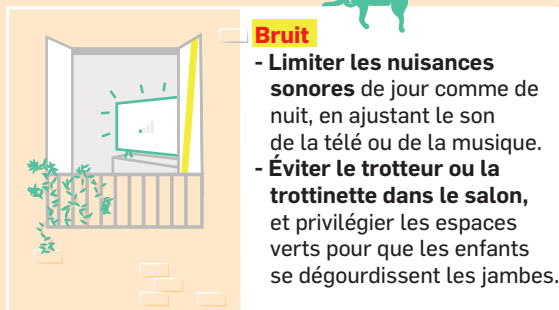 Bruit
- Limiter les nuisances
sonores de jour comme de
nuit, en ajustant le son
de la télé ou de la musique.
- Éviter le trotteur ou la
trottinette dans le salon,
et privilégier les espaces
verts pour que les enfants
se dégourdissent les jambes.